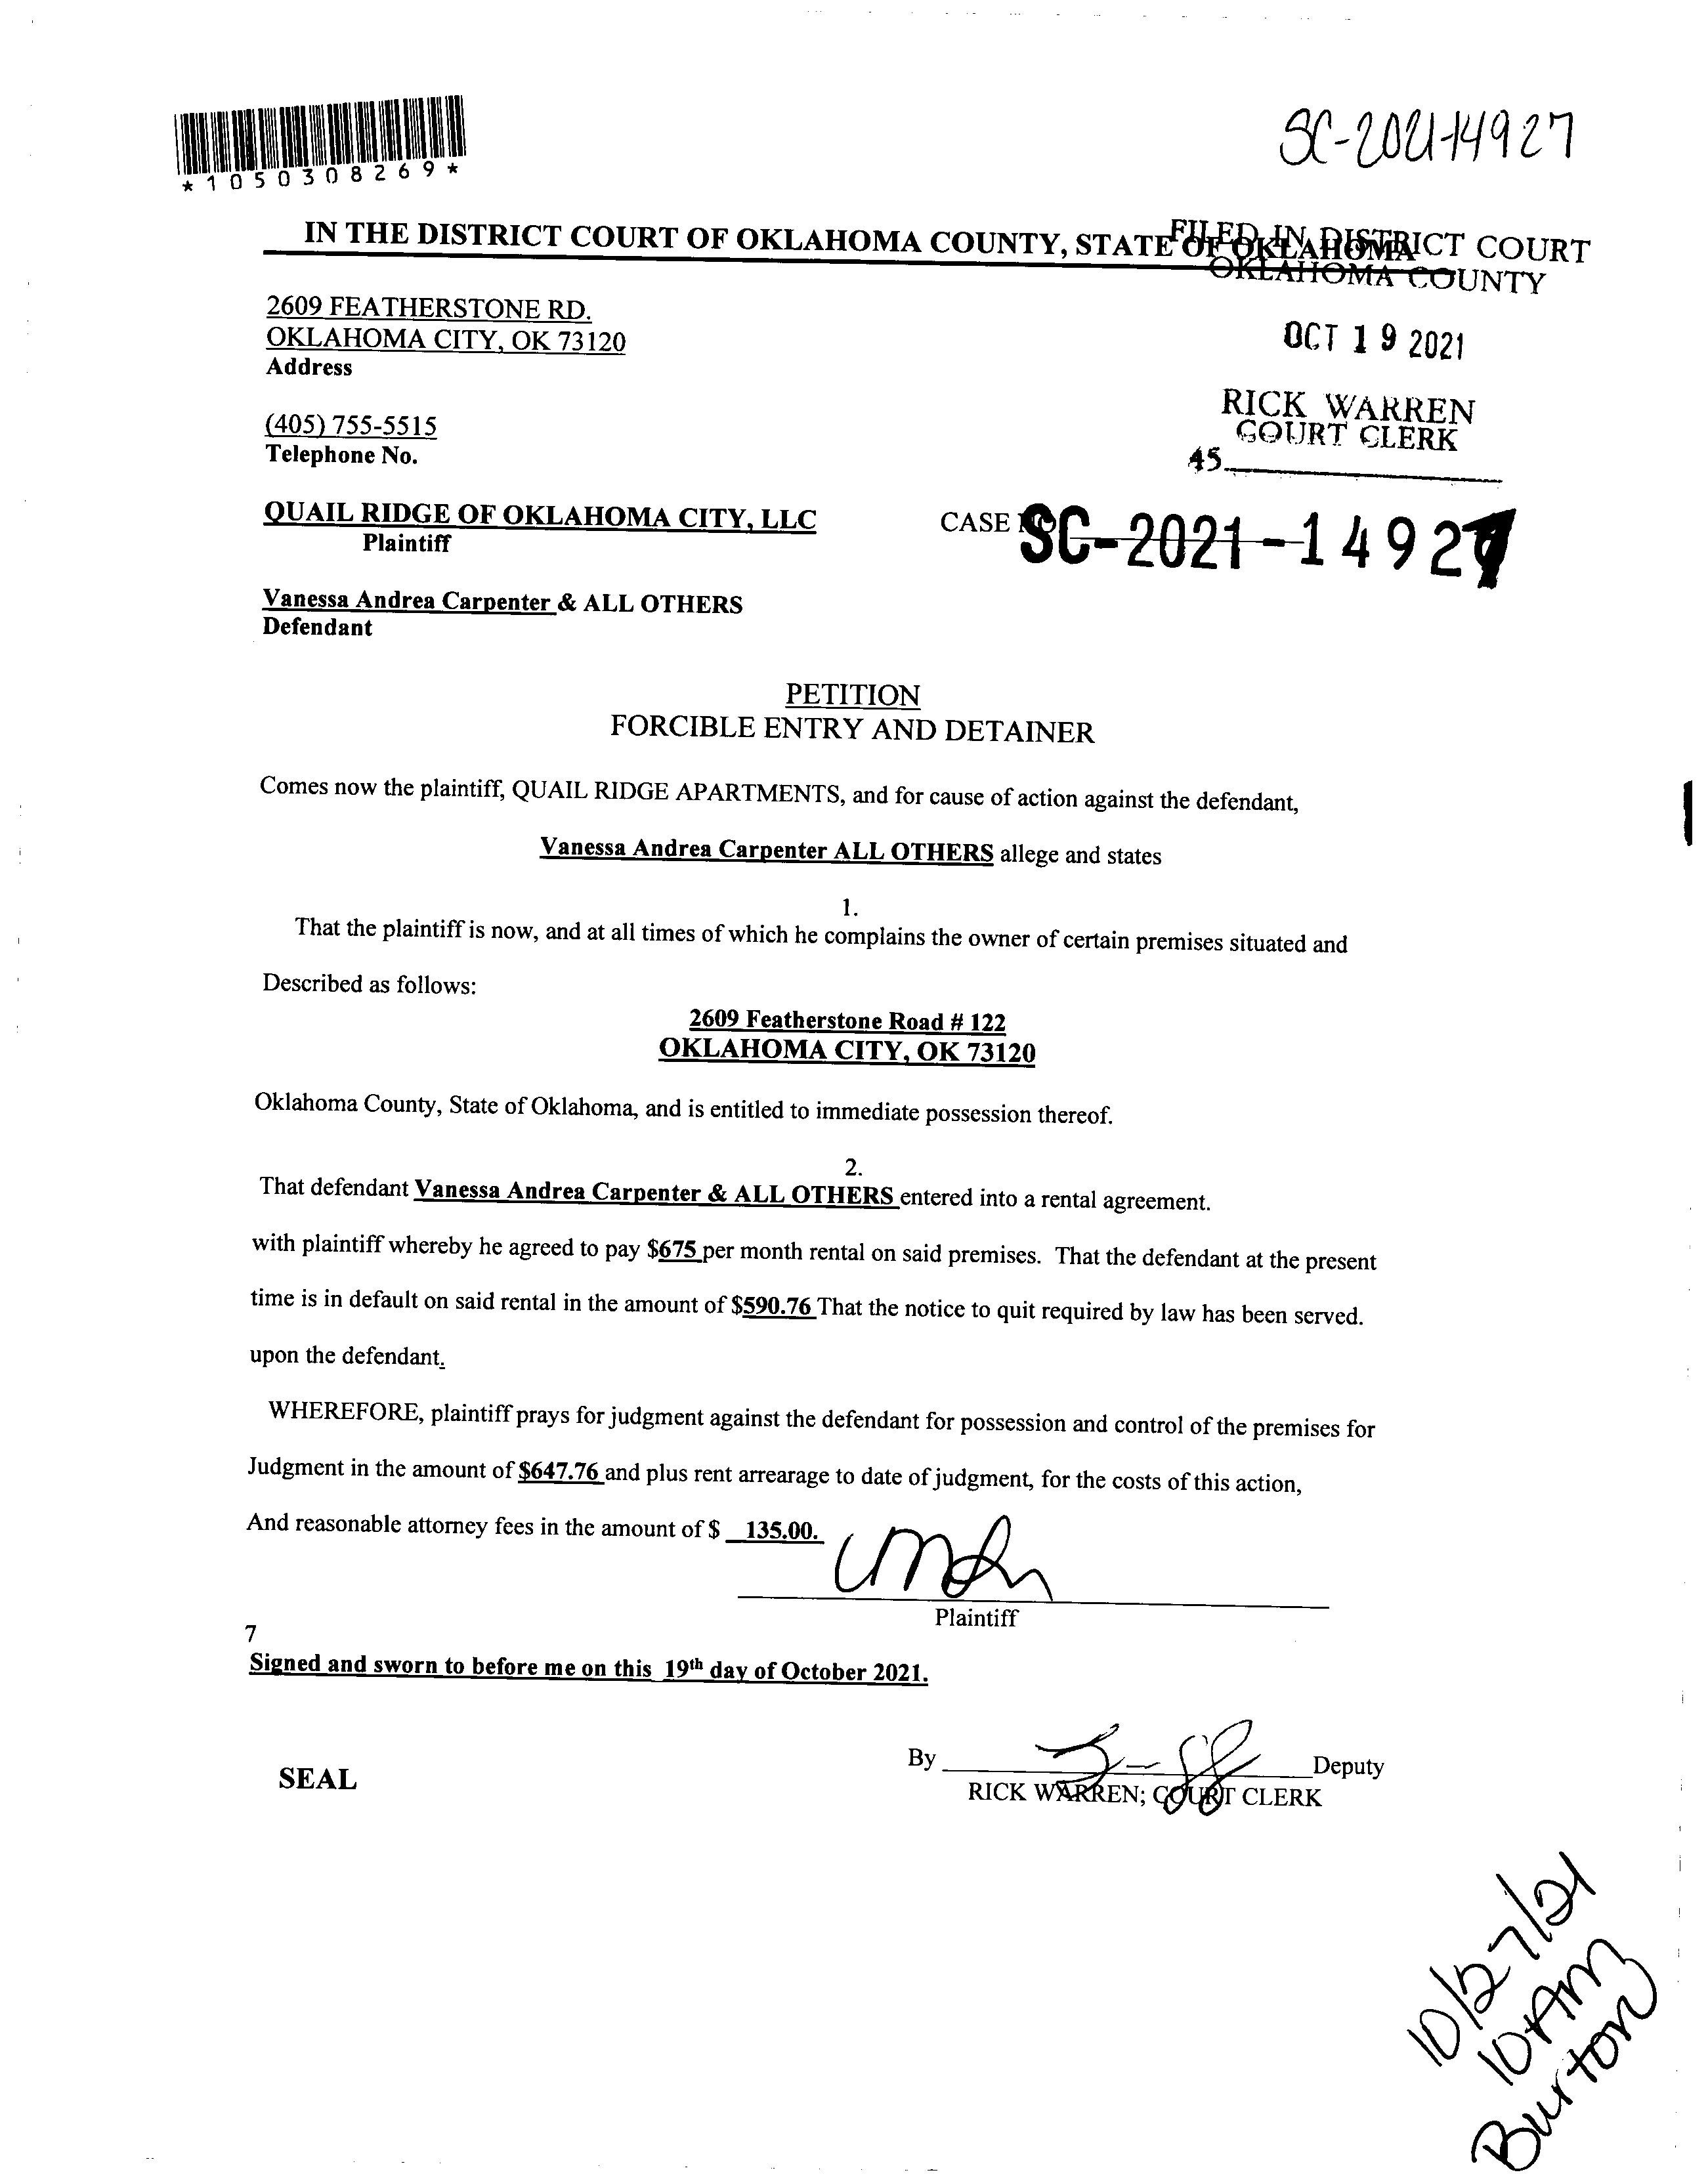 SC-2021-14927
*1050308269*
IN THE DISTRICT COURT OF OKLAHOMA COUNTY, STATE OF OKLAHOMA
FILED IN DISTRICT COURT
OKLAHOMA COUNTY
2609 FEATHERSTONE RD.
OKLAHOMA CITY, OK 73120
Address
OCT 19 2021
(405) 755-5515
Telephone No.
RICK WARREN
COURT CLERK
45
QUAIL RIDGE OF OKLAHOMA CITY, LLC
Plaintiff
CASE NO
SC-2021-14927
Vanessa Andrea Carpenter & ALL OTHERS
Defendant
PETITION
FORCIBLE ENTRY AND DETAINER
Comes now the plaintiff, QUAIL RIDGE APARTMENTS, and for cause of action against the defendant,
Vanessa Andrea Carpenter ALL OTHERS allege and states
1.
That the plaintiff is now, and at all times of which he complains the owner of certain premises situated and
Described as follows:
2609 Featherstone Road # 122
OKLAHOMA CITY, OK 73120
Oklahoma County, State of Oklahoma, and is entitled to immediate possession thereof.
2.
That defendant Vanessa Andrea Carpenter & ALL OTHERS entered into a rental agreement.
with plaintiff whereby he agreed to pay $675 per month rental on said premises. That the defendant at the present
time is in default on said rental in the amount of $590.76 That the notice to quit required by law has been served.
upon the defendant.
WHEREFORE, plaintiff prays for judgment against the defendant for possession and control of the premises for
Judgment in the amount of $647.76 and plus rent arrearage to date of judgment, for the costs of this action,
And reasonable attorney fees in the amount of $ 135.00.
Plaintiff
7
Signed and sworn to before me on this 19th day of October 2021.
By Deputy
RICK WARREN; COURT CLERK
SEAL
10/27/21
10AM
Burton